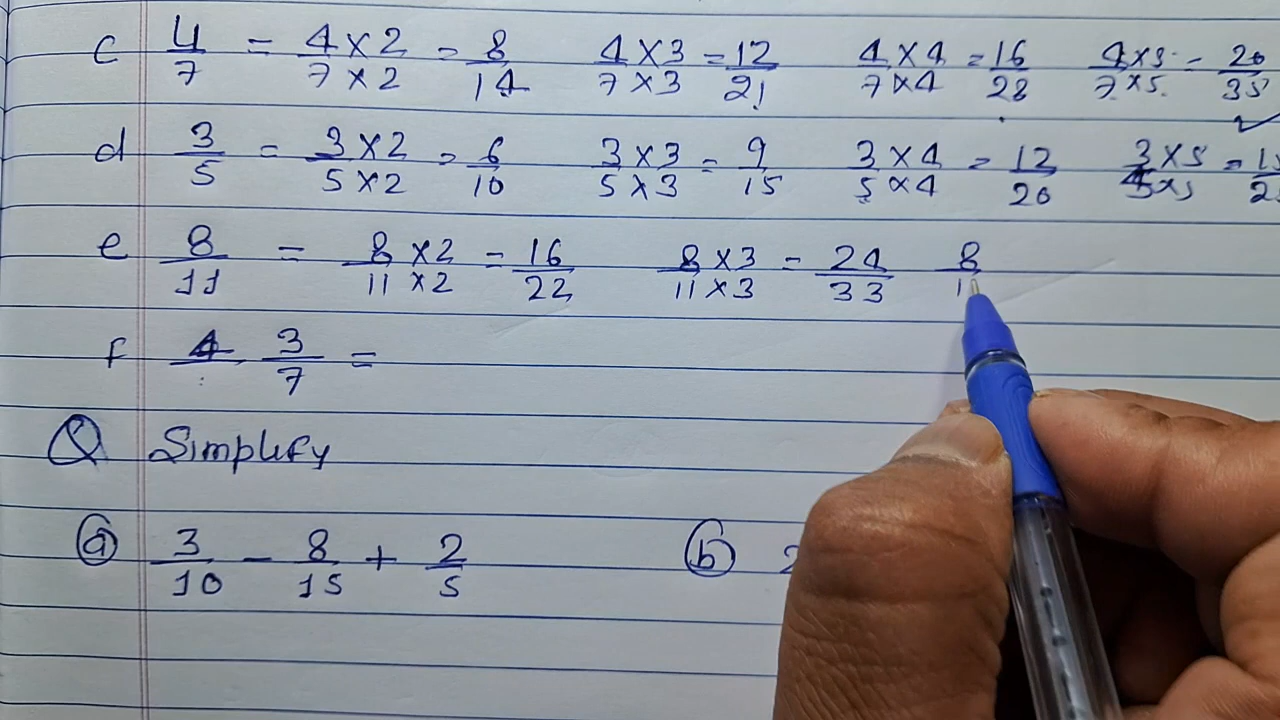 c 4/7 = 4×2/7×2 = 8/14 4×3/7×3 = 12/21 4×4/7×4 = 16/28 4×5/7×5 = 20/35
d 3/5 = 3×2/5×2 = 6/10 3×3/5×3 = 9/15 3×4/5×4 = 12/20 3×5/5×5 =
e 8/11 = 8×2/11×2 = 16/22 8×3/11×3 = 24/33 8/1
f 3/7 =
Q Simplify
a 3/10 - 8/15 + 2/5
b